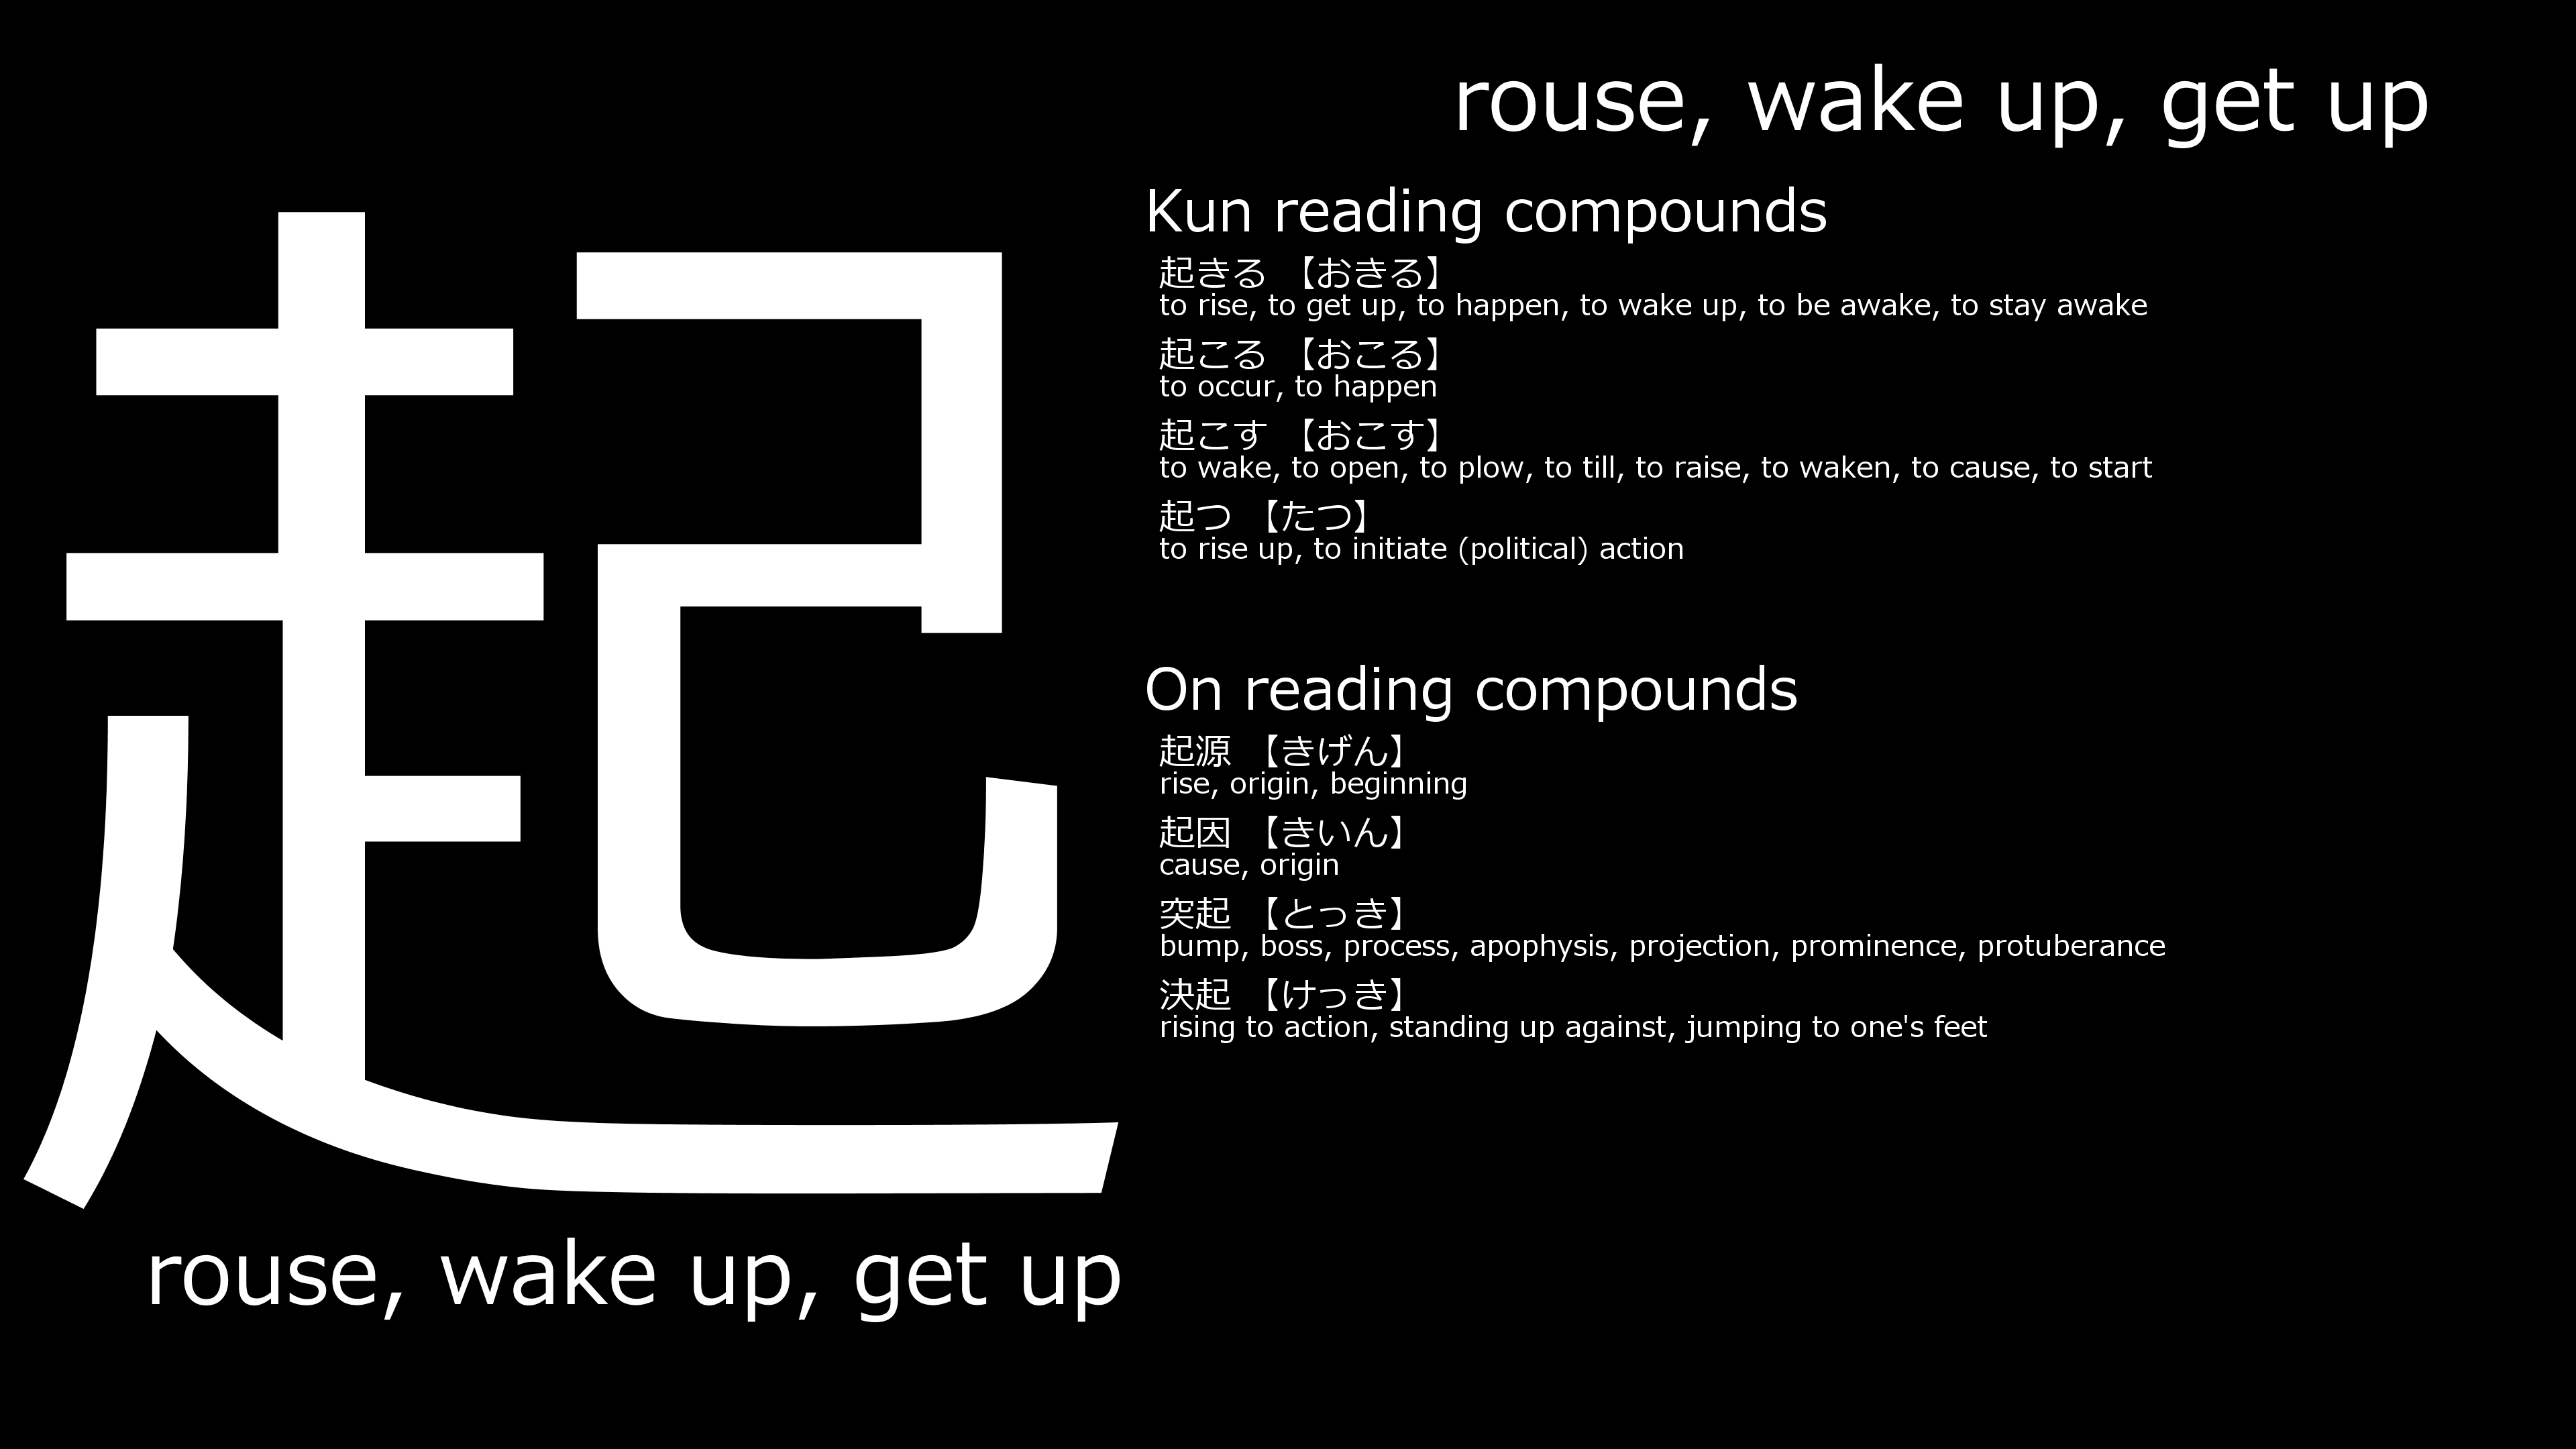 起
rouse, wake up, get up
rouse, wake up, get up
Kun reading compounds
起きる 【おきる】
to rise, to get up, to happen, to wake up, to be awake, to stay awake
起こる 【おこる】
to occur, to happen
起こす 【おこす】
to wake, to open, to plow, to till, to raise, to waken, to cause, to start
起つ 【たつ】
to rise up, to initiate (political) action
On reading compounds
起源 【きげん】
rise, origin, beginning
起因 【きいん】
cause, origin
突起 【とっき】
bump, boss, process, apophysis, projection, prominence, protuberance
決起 【けっき】
rising to action, standing up against, jumping to one's feet